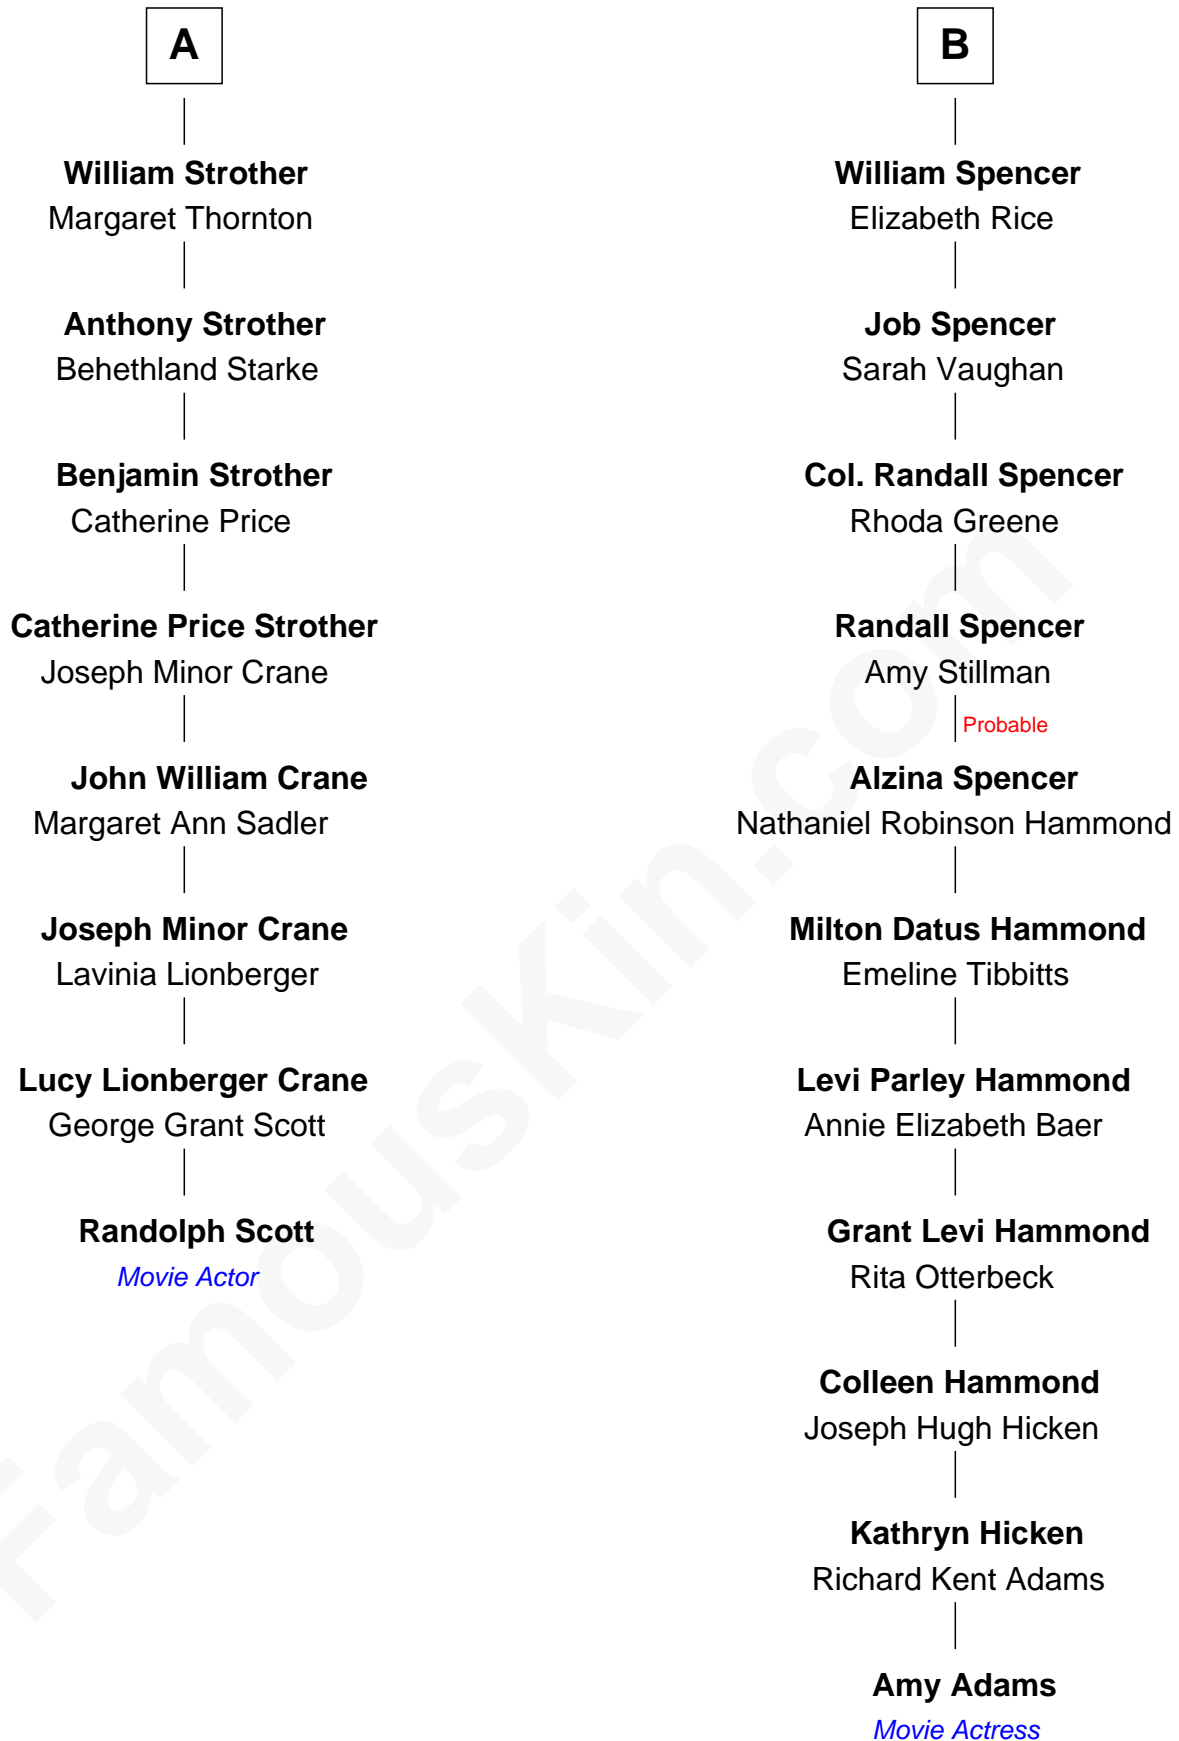 A
William Strother
Margaret Thornton
Anthony Strother
Behethland Starke
Benjamin Strother
Catherine Price
Catherine Price Strother
Joseph Minor Crane
John William Crane
Margaret Ann Sadler
Joseph Minor Crane
Lavinia Lionberger
Lucy Lionberger Crane
George Grant Scott
Randolph Scott
Movie Actor
B
William Spencer
Elizabeth Rice
Job Spencer
Sarah Vaughan
Col. Randall Spencer
Rhoda Greene
Randall Spencer
Amy Stillman
Probable
Alzina Spencer
Nathaniel Robinson Hammond
Milton Datus Hammond
Emeline Tibbitts
Levi Parley Hammond
Annie Elizabeth Baer
Grant Levi Hammond
Rita Otterbeck
Colleen Hammond
Joseph Hugh Hicken
Kathryn Hicken
Richard Kent Adams
Amy Adams
Movie Actress
FamousKin.com